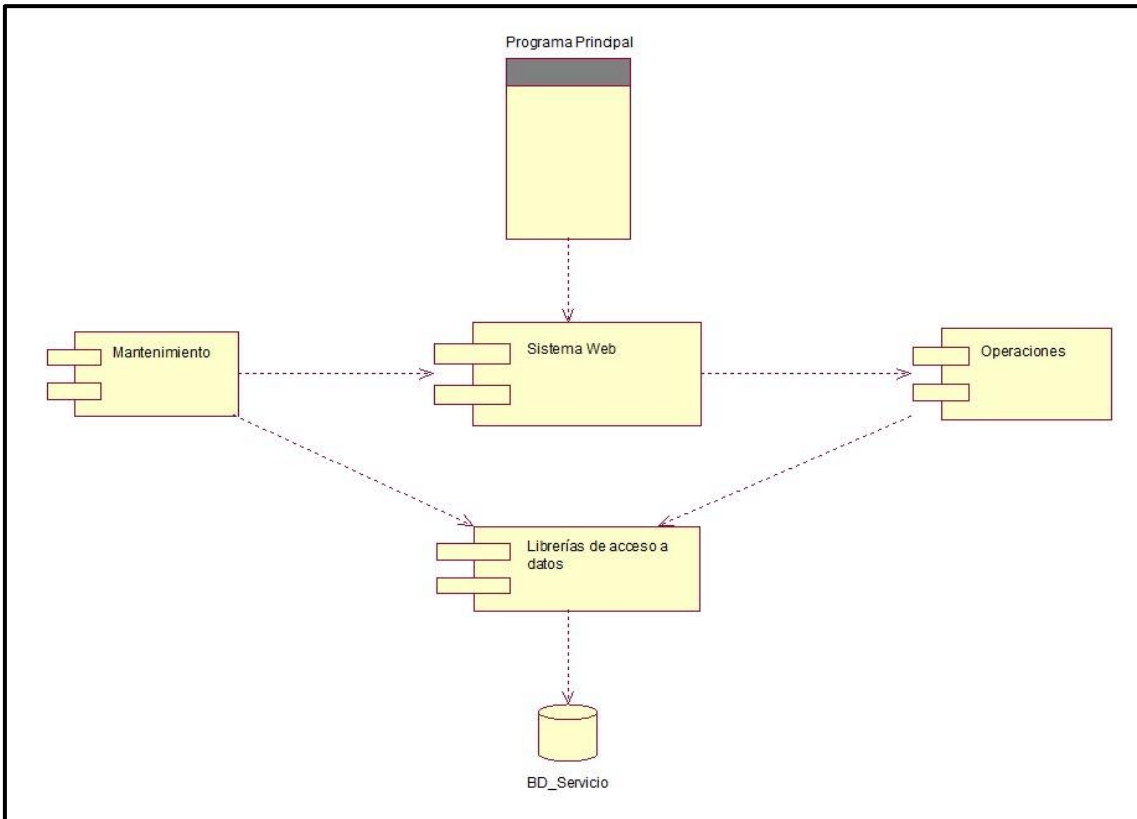 Programa Principal
Mantenimiento
Sistema Web
Operaciones
Librerías de acceso a
datos
BD_Servicio